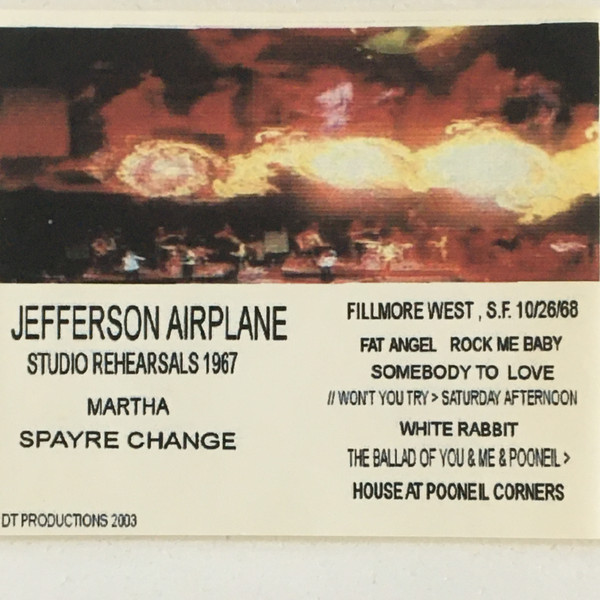 JEFFERSON AIRPLANE
STUDIO REHEARSALS 1967
MARTHA
SPAYRE CHANGE
DT PRODUCTIONS 2003
FILLMORE WEST , S.F. 10/26/68
FAT ANGEL ROCK ME BABY
SOMEBODY TO LOVE
// WON'T YOU TRY > SATURDAY AFTERNOON
WHITE RABBIT
THE BALLAD OF YOU & ME & POONEIL >
HOUSE AT POONEIL CORNERS